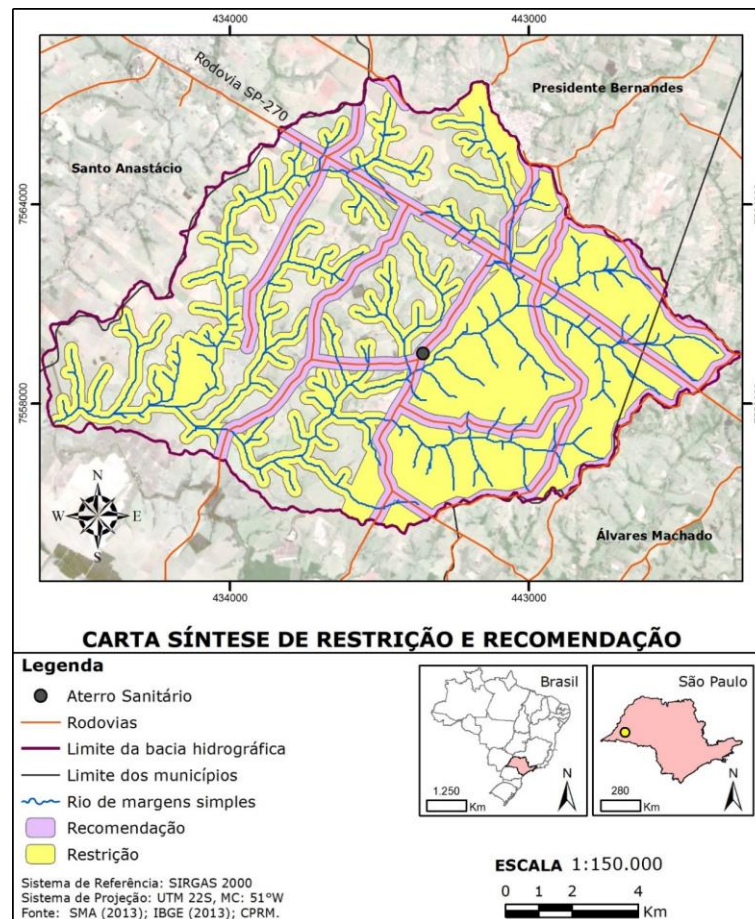 434000
443000
Rodovia SP-270
Presidente Bernandes
Santo Anastácio
7564000
7558000
N
W
E
S
Álvares Machado
434000
443000
CARTA SÍNTESE DE RESTRIÇÃO E RECOMENDAÇÃO
Legenda
Aterro Sanitário
Rodovias
Limite da bacia hidrográfica
Limite dos municípios
Rio de margens simples
Recomendação
Restrição
Sistema de Referência: SIRGAS 2000
Sistema de Projeção: UTM 22S, MC: 51°W
Fonte: SMA (2013); IBGE (2013); CPRM.
Brasil
N
1.250
Km
São Paulo
N
280
Km
ESCALA 1:150.000
0 1 2 4
Km